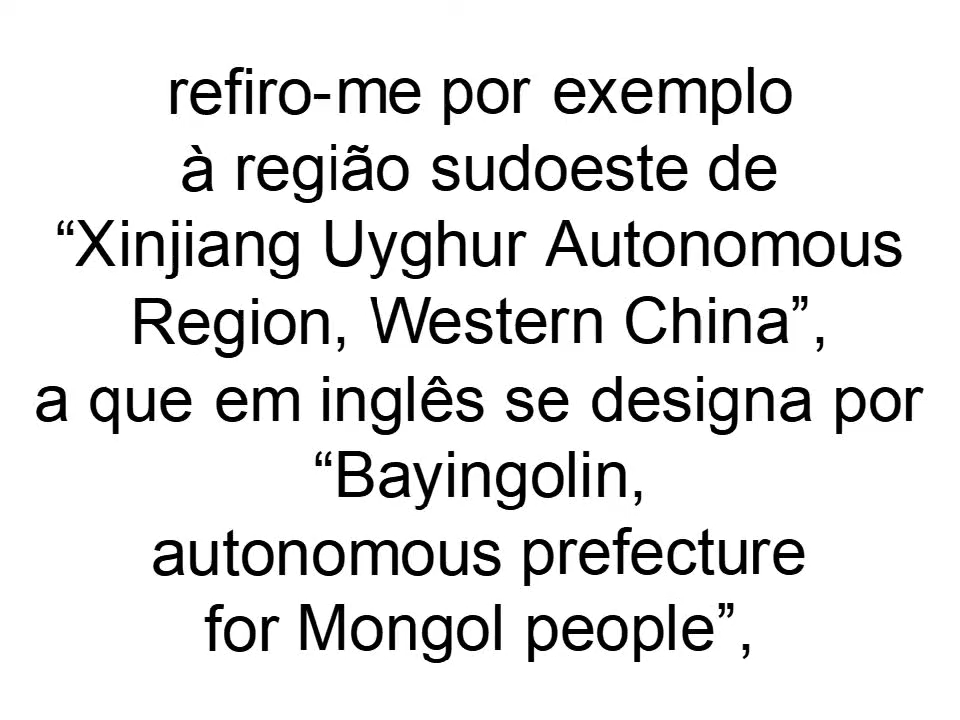 refiro-me por exemplo
à região sudoeste de
“Xinjiang Uyghur Autonomous
Region, Western China”,
a que em inglês se designa por
“Bayingolin,
autonomous prefecture
for Mongol people”,